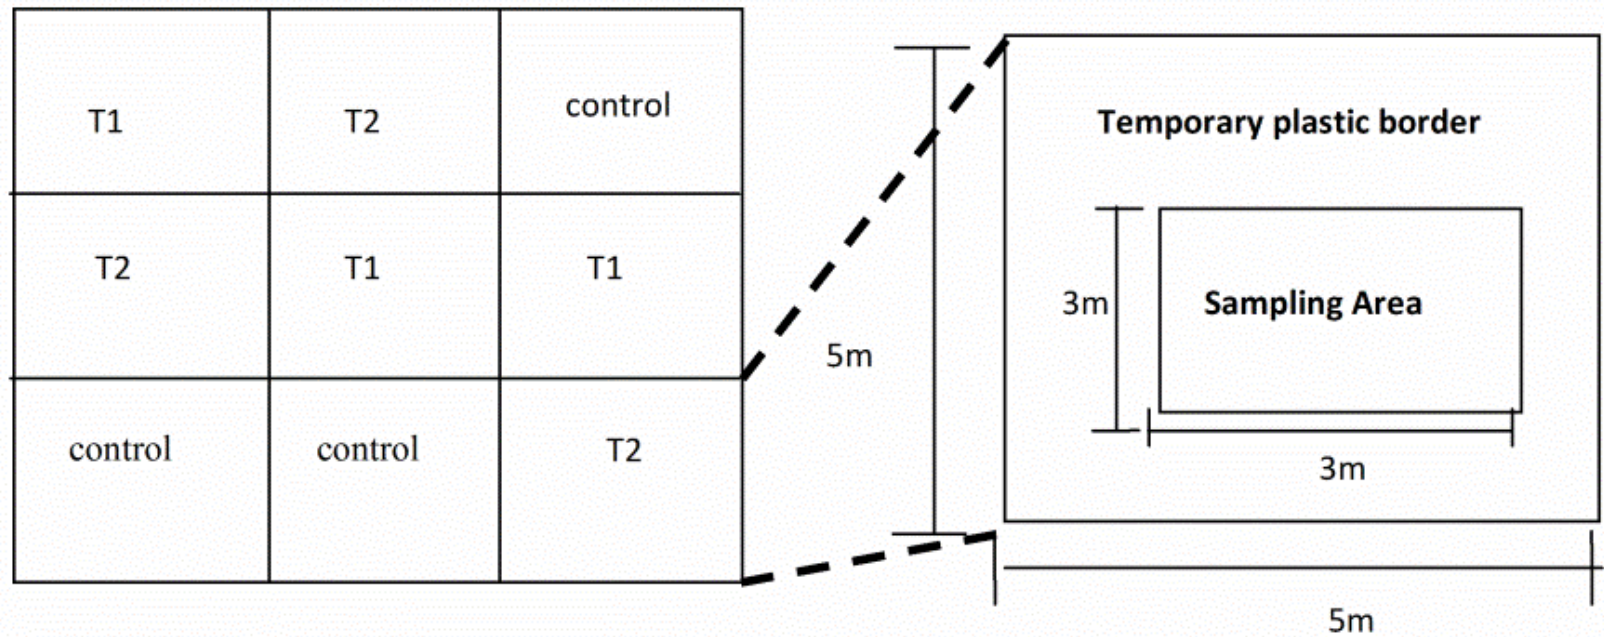 T1
T2
control
T2
T1
T1
control
control
T2
5m
Temporary plastic border
3m
Sampling Area
3m
5m